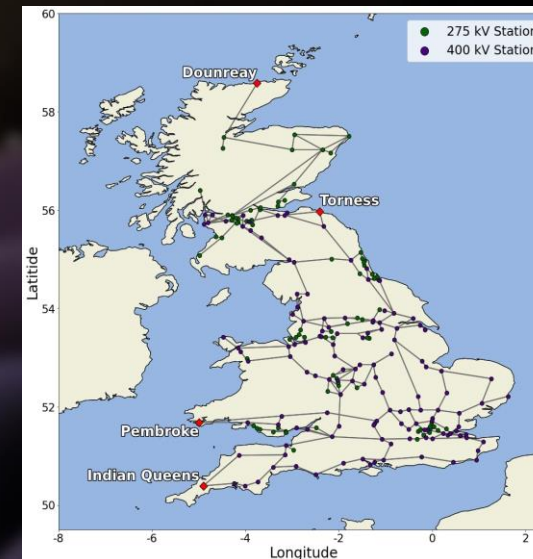 60
275 kV Station
400 kV Station
Dounreay
58
56
Torness
Latitide
54
52
Pembroke
Indian Queens
50
-8
-6
-4
-2
0
2
Longitude